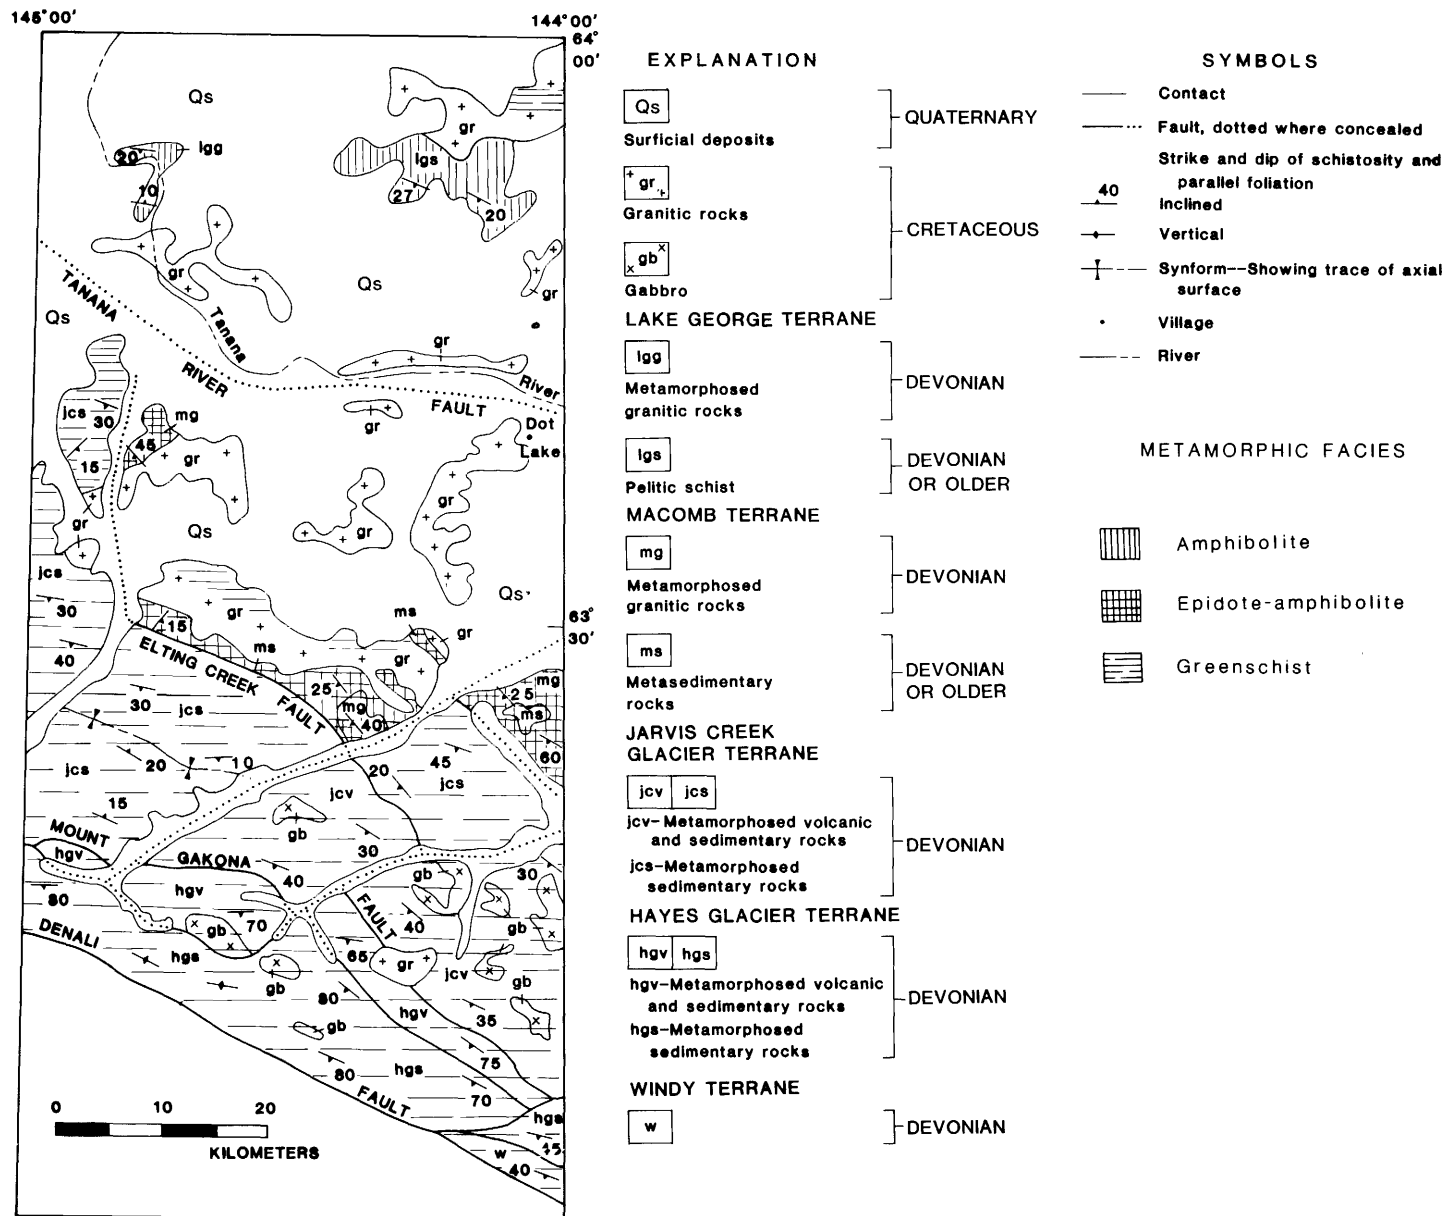 145°00'
144°00'
64°
00'
Qs
gr
lgg
20
lgs
10
27
20
gr
Qs
gr
TANANA
Qs
Tanana
gr
RIVER
River
FAULT
gr
Dot
Lake
jcs
30
mg
45
gr
15
gr
gr
gr
Qs
jcs
Qs
30
gr
ms
63°
30'
15
gr
ms
gr
40
ELTING CREEK
FAULT
25
mg
40
mg
25
ms
60
30
jcs
jcs
20
10
20
45
jcs
15
jcv
gb
MOUNT
hgv
GAKONA
30
hgv
40
gb
30
80
70
FAULT
40
gb
DENALI
gb
hgs
65
gr
jcv
gb
gb
80
hgv
35
gb
75
80
hgs
70
FAULT
hgs
45
w
40
0 10 20
KILOMETERS
EXPLANATION
Qs
Surficial deposits
QUATERNARY
gr
Granitic rocks
gb
Gabbro
CRETACEOUS
LAKE GEORGE TERRANE
lgg
Metamorphosed
granitic rocks
DEVONIAN
lgs
Pelitic schist
DEVONIAN
OR OLDER
MACOMB TERRANE
mg
Metamorphosed
granitic rocks
DEVONIAN
ms
Metasedimentary
rocks
DEVONIAN
OR OLDER
JARVIS CREEK
GLACIER TERRANE
jcv jcs
jcv-Metamorphosed volcanic
and sedimentary rocks
jcs-Metamorphosed
sedimentary rocks
DEVONIAN
HAYES GLACIER TERRANE
hgv hgs
hgv-Metamorphosed volcanic
and sedimentary rocks
hgs-Metamorphosed
sedimentary rocks
DEVONIAN
WINDY TERRANE
w
DEVONIAN
SYMBOLS
Contact
Fault, dotted where concealed
Strike and dip of schistosity and
parallel foliation
40
Inclined
Vertical
Synform--Showing trace of axial
surface
Village
River
METAMORPHIC FACIES
Amphibolite
Epidote-amphibolite
Greenschist